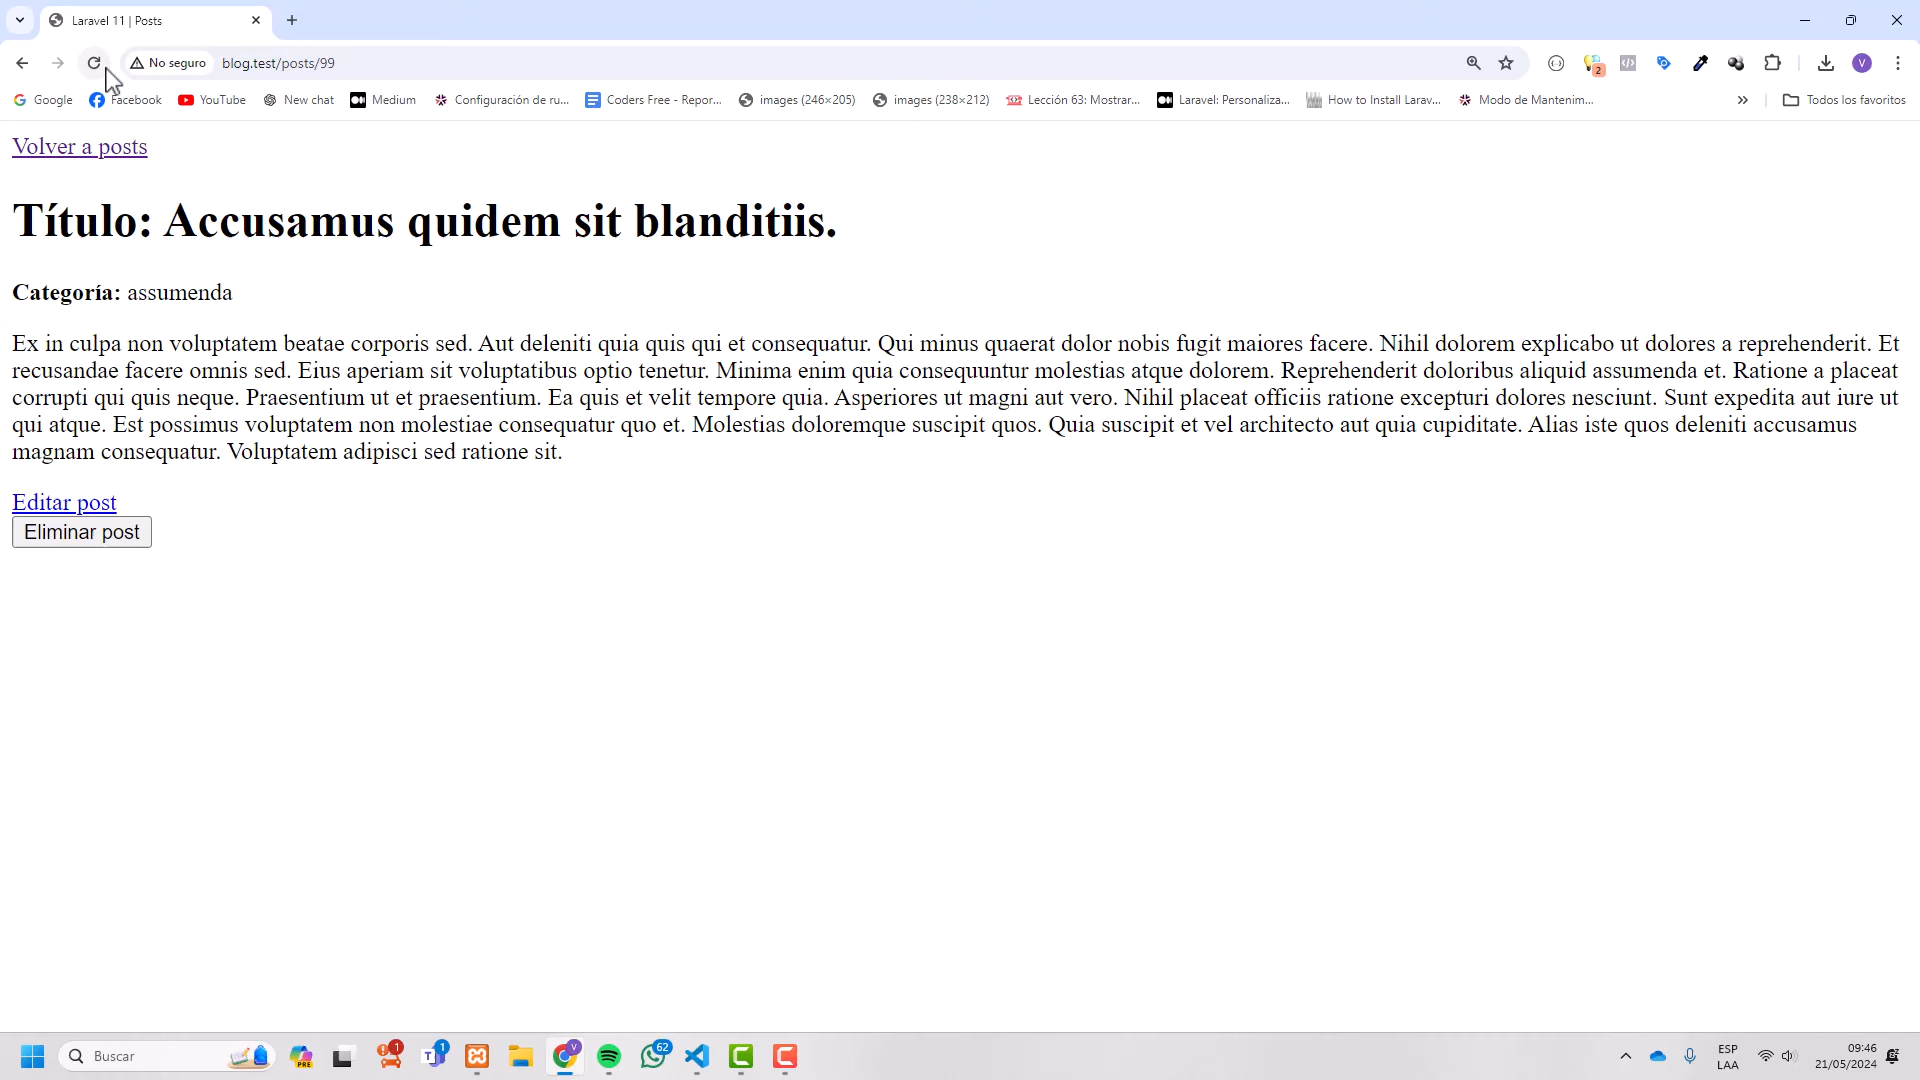 Laravel 11 | Posts
No seguro
blog.test/posts/99
2
V
Google
Facebook
YouTube
New chat
Medium
Configuración de ru...
Coders Free - Repor...
images (246×205)
images (238×212)
Lección 63: Mostrar...
Laravel: Personaliza...
How to Install Larav...
Modo de Mantenim...
Todos los favoritos
Volver a posts
Título: Accusamus quidem sit blanditiis.
Categoría: assumenda
Ex in culpa non voluptatem beatae corporis sed. Aut deleniti quia quis qui et consequatur. Qui minus quaerat dolor nobis fugit maiores facere. Nihil dolorem explicabo ut dolores a reprehenderit. Et
recusandae facere omnis sed. Eius aperiam sit voluptatibus optio tenetur. Minima enim quia consequuntur molestias atque dolorem. Reprehenderit doloribus aliquid assumenda et. Ratione a placeat
corrupti qui quis neque. Praesentium ut et praesentium. Ea quis et velit tempore quia. Asperiores ut magni aut vero. Nihil placeat officiis ratione excepturi dolores nesciunt. Sunt expedita aut iure ut
qui atque. Est possimus voluptatem non molestiae consequatur quo et. Molestias doloremque suscipit quos. Quia suscipit et vel architecto aut quia cupiditate. Alias iste quos deleniti accusamus
magnam consequatur. Voluptatem adipisci sed ratione sit.
Editar post
Eliminar post
Buscar
PRE
1
1
V
62
ESP
LAA
09:46
21/05/2024